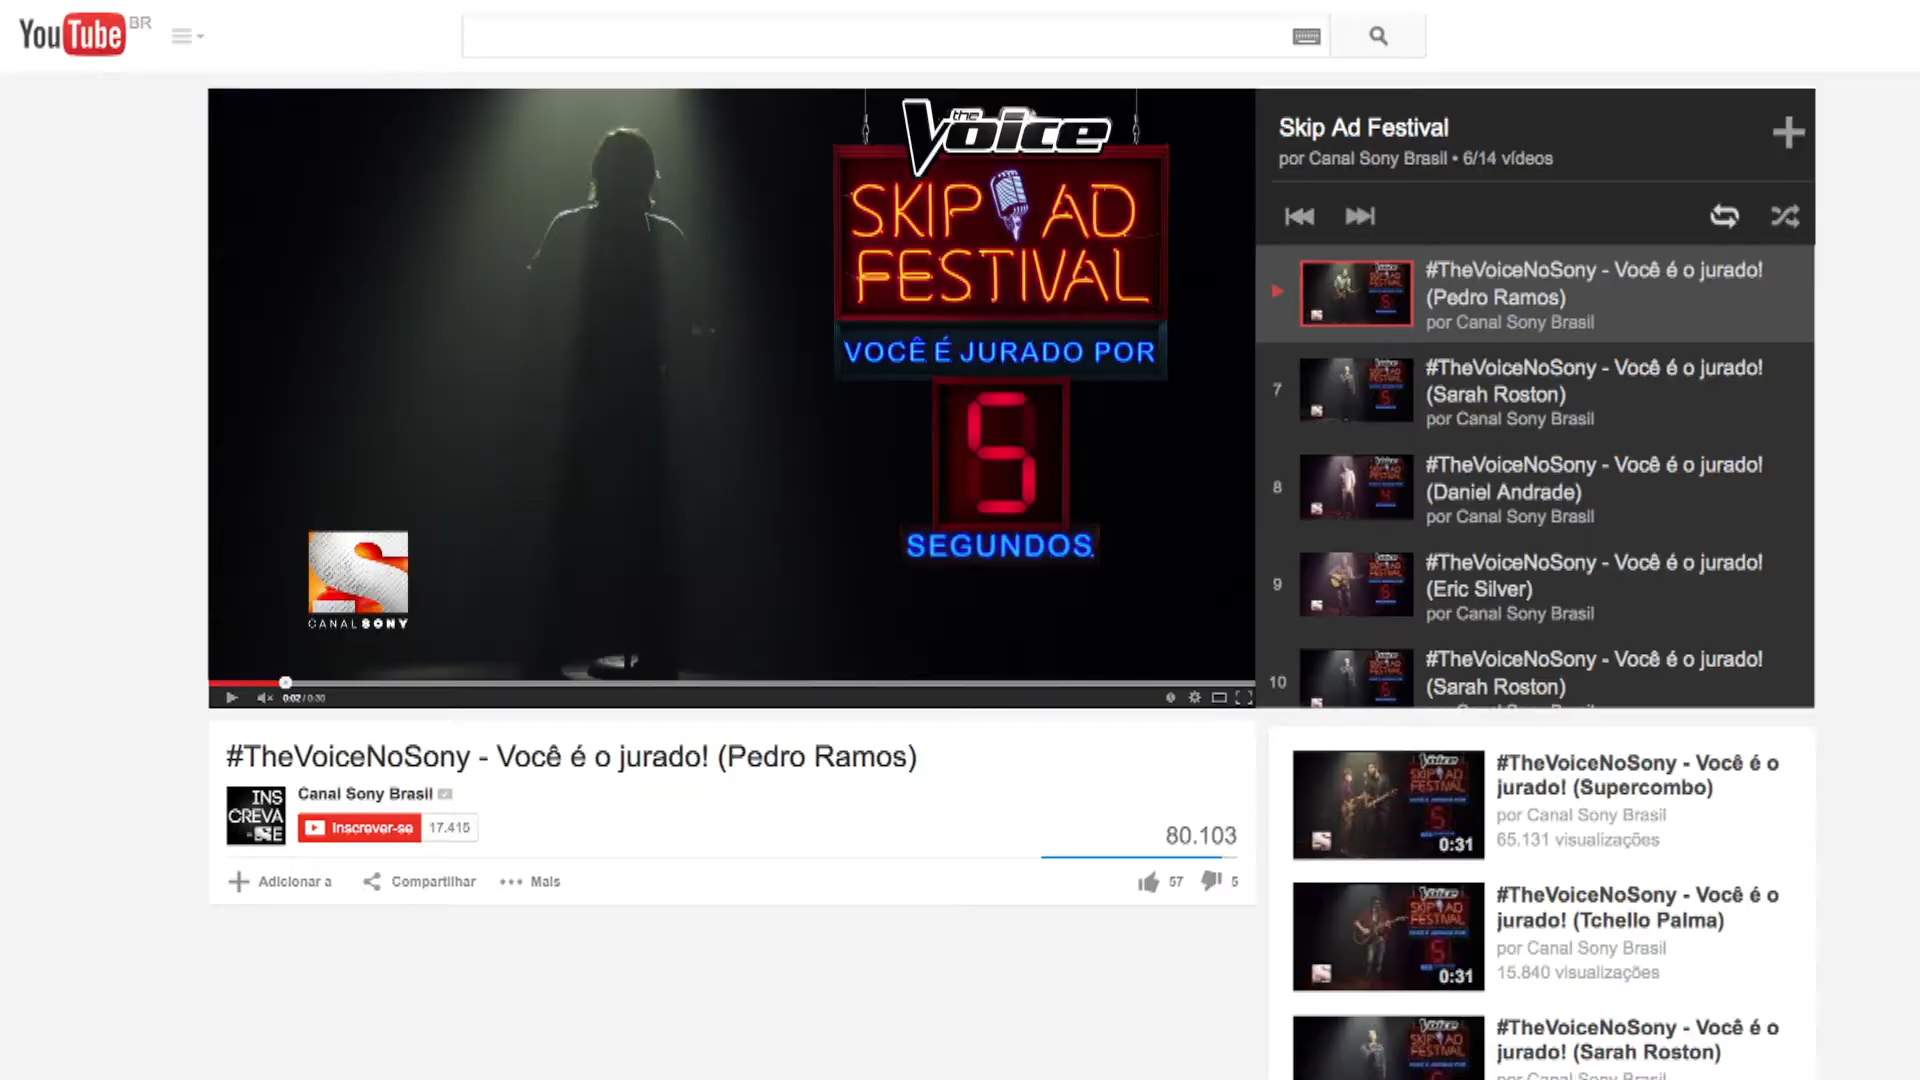 YouTube BR
the Voice
SKIP AD
FESTIVAL
VOCÊ É JURADO POR
5
SEGUNDOS
CANAL SONY
0:02 / 0:30
Skip Ad Festival
por Canal Sony Brasil • 6/14 vídeos
#TheVoiceNoSony - Você é o jurado!
(Pedro Ramos)
por Canal Sony Brasil
7
#TheVoiceNoSony - Você é o jurado!
(Sarah Roston)
por Canal Sony Brasil
8
#TheVoiceNoSony - Você é o jurado!
(Daniel Andrade)
por Canal Sony Brasil
9
#TheVoiceNoSony - Você é o jurado!
(Eric Silver)
por Canal Sony Brasil
10
#TheVoiceNoSony - Você é o jurado!
(Sarah Roston)
#TheVoiceNoSony - Você é o jurado! (Pedro Ramos)
INS
CREVA
-SE
Canal Sony Brasil
Inscrever-se 17.415
80.103
Adicionar a Compartilhar Mais
57 5
#TheVoiceNoSony - Você é o
jurado! (Supercombo)
por Canal Sony Brasil
65.131 visualizações
0:31
#TheVoiceNoSony - Você é o
jurado! (Tchello Palma)
por Canal Sony Brasil
15.840 visualizações
0:31
#TheVoiceNoSony - Você é o
jurado! (Sarah Roston)
por Canal Sony Brasil